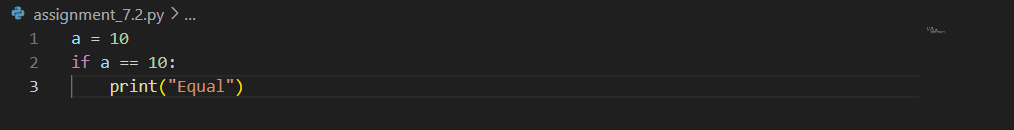 assignment_7.2.py > ...
1 a = 10
2 if a == 10:
3     print("Equal")